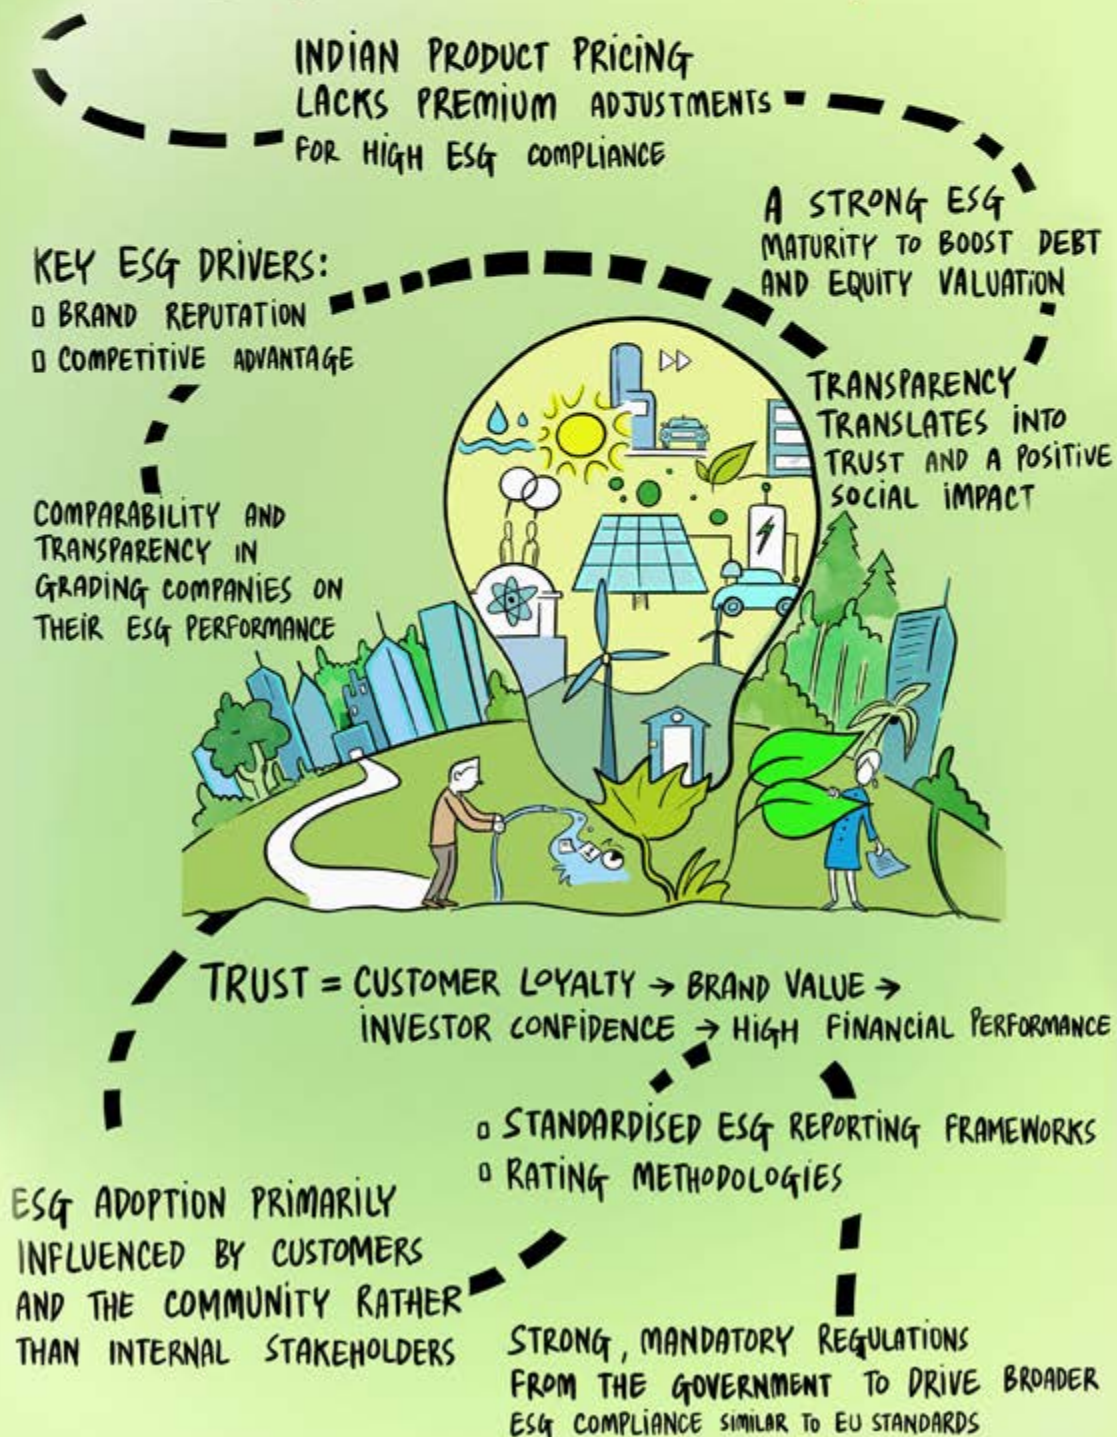 INDIAN PRODUCT PRICING
LACKS PREMIUM ADJUSTMENTS
FOR HIGH ESG COMPLIANCE
A STRONG ESG
MATURITY TO BOOST DEBT
AND EQUITY VALUATION
TRANSPARENCY
TRANSLATES INTO
TRUST AND A POSITIVE
SOCIAL IMPACT
KEY ESG DRIVERS:
▯ BRAND REPUTATION
▯ COMPETITIVE ADVANTAGE
COMPARABILITY AND
TRANSPARENCY IN
GRADING COMPANIES ON
THEIR ESG PERFORMANCE
TRUST = CUSTOMER LOYALTY → BRAND VALUE →
INVESTOR CONFIDENCE → HIGH FINANCIAL PERFORMANCE
▯ STANDARDISED ESG REPORTING FRAMEWORKS
▯ RATING METHODOLOGIES
ESG ADOPTION PRIMARILY
INFLUENCED BY CUSTOMERS
AND THE COMMUNITY RATHER
THAN INTERNAL STAKEHOLDERS
STRONG, MANDATORY REGULATIONS
FROM THE GOVERNMENT TO DRIVE BROADER
ESG COMPLIANCE SIMILAR TO EU STANDARDS